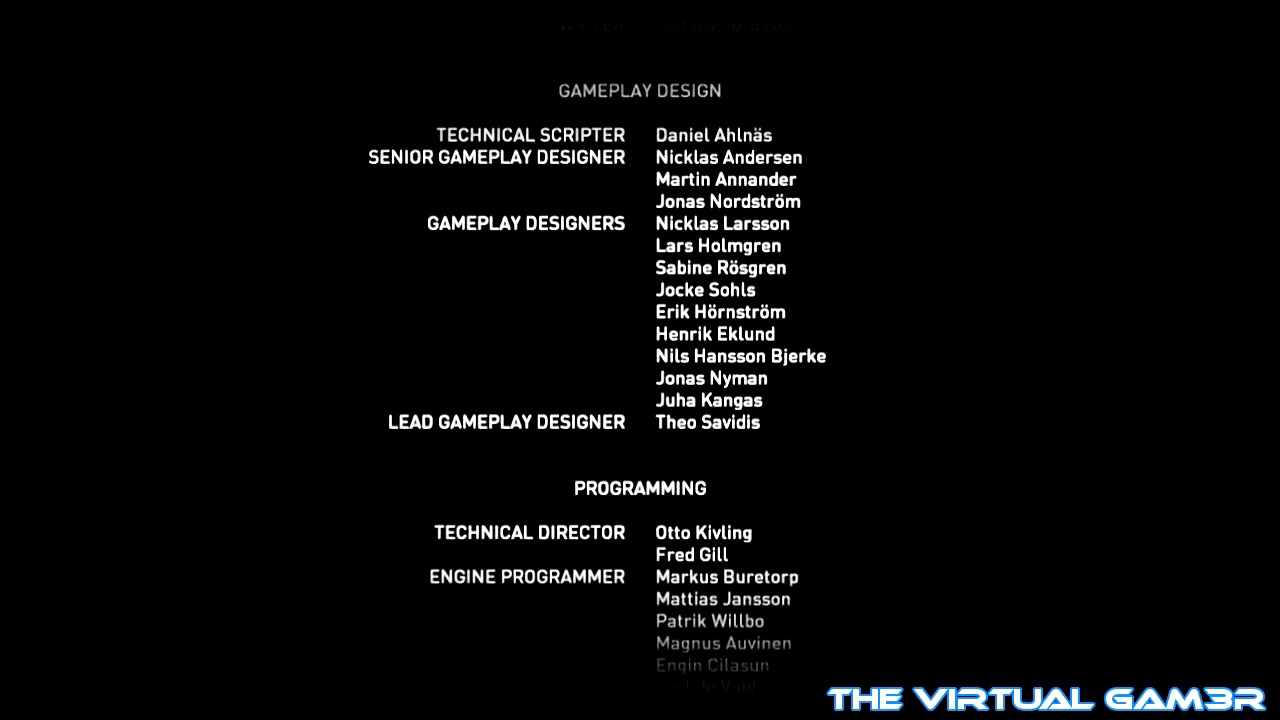 GAMEPLAY DESIGN
TECHNICAL SCRIPTER Daniel Ahlnäs
SENIOR GAMEPLAY DESIGNER Nicklas Andersen
Martin Annander
Jonas Nordström
GAMEPLAY DESIGNERS Nicklas Larsson
Lars Holmgren
Sabine Rösgren
Jocke Sohls
Erik Hörnström
Henrik Eklund
Nils Hansson Bjerke
Jonas Nyman
Juha Kangas
LEAD GAMEPLAY DESIGNER Theo Savidis
PROGRAMMING
TECHNICAL DIRECTOR Otto Kivling
Fred Gill
ENGINE PROGRAMMER Markus Buretorp
Mattias Jansson
Patrik Willbo
Magnus Auvinen
Engin Cilasun
THE VIRTUAL GAM3R